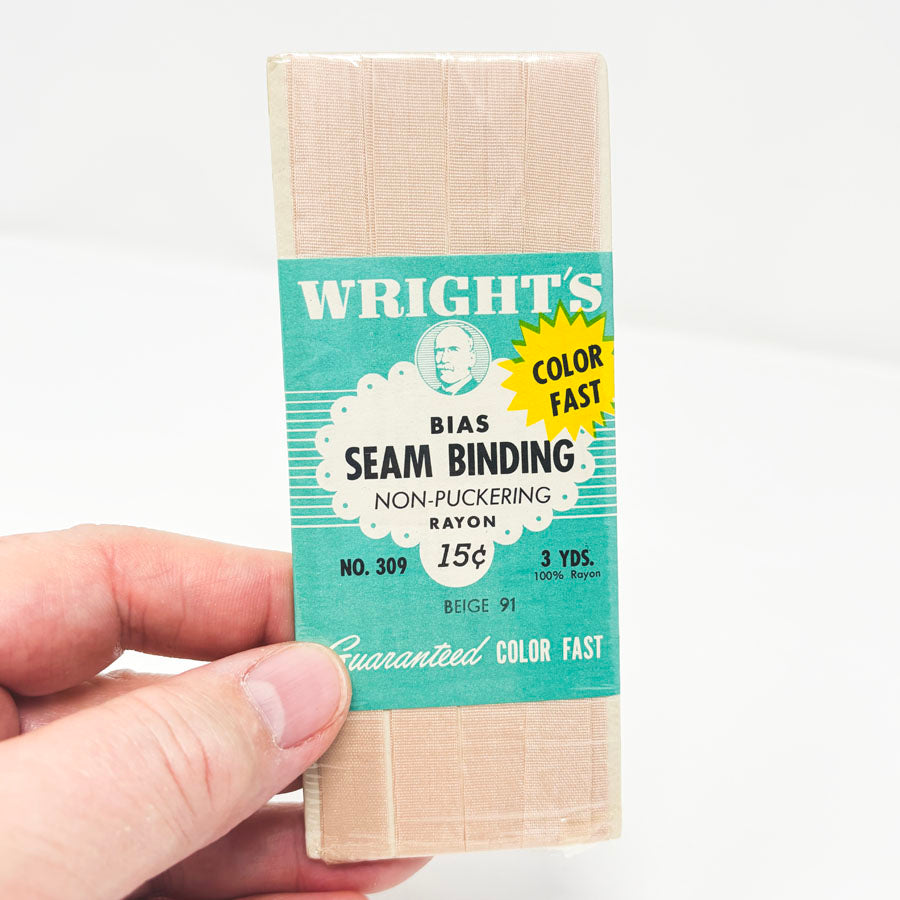 WRIGHT'S
COLOR
FAST
BIAS
SEAM BINDING
NON-PUCKERING
RAYON
15¢
NO. 309
3 YDS.
100% Rayon
BEIGE 91
Guaranteed COLOR FAST